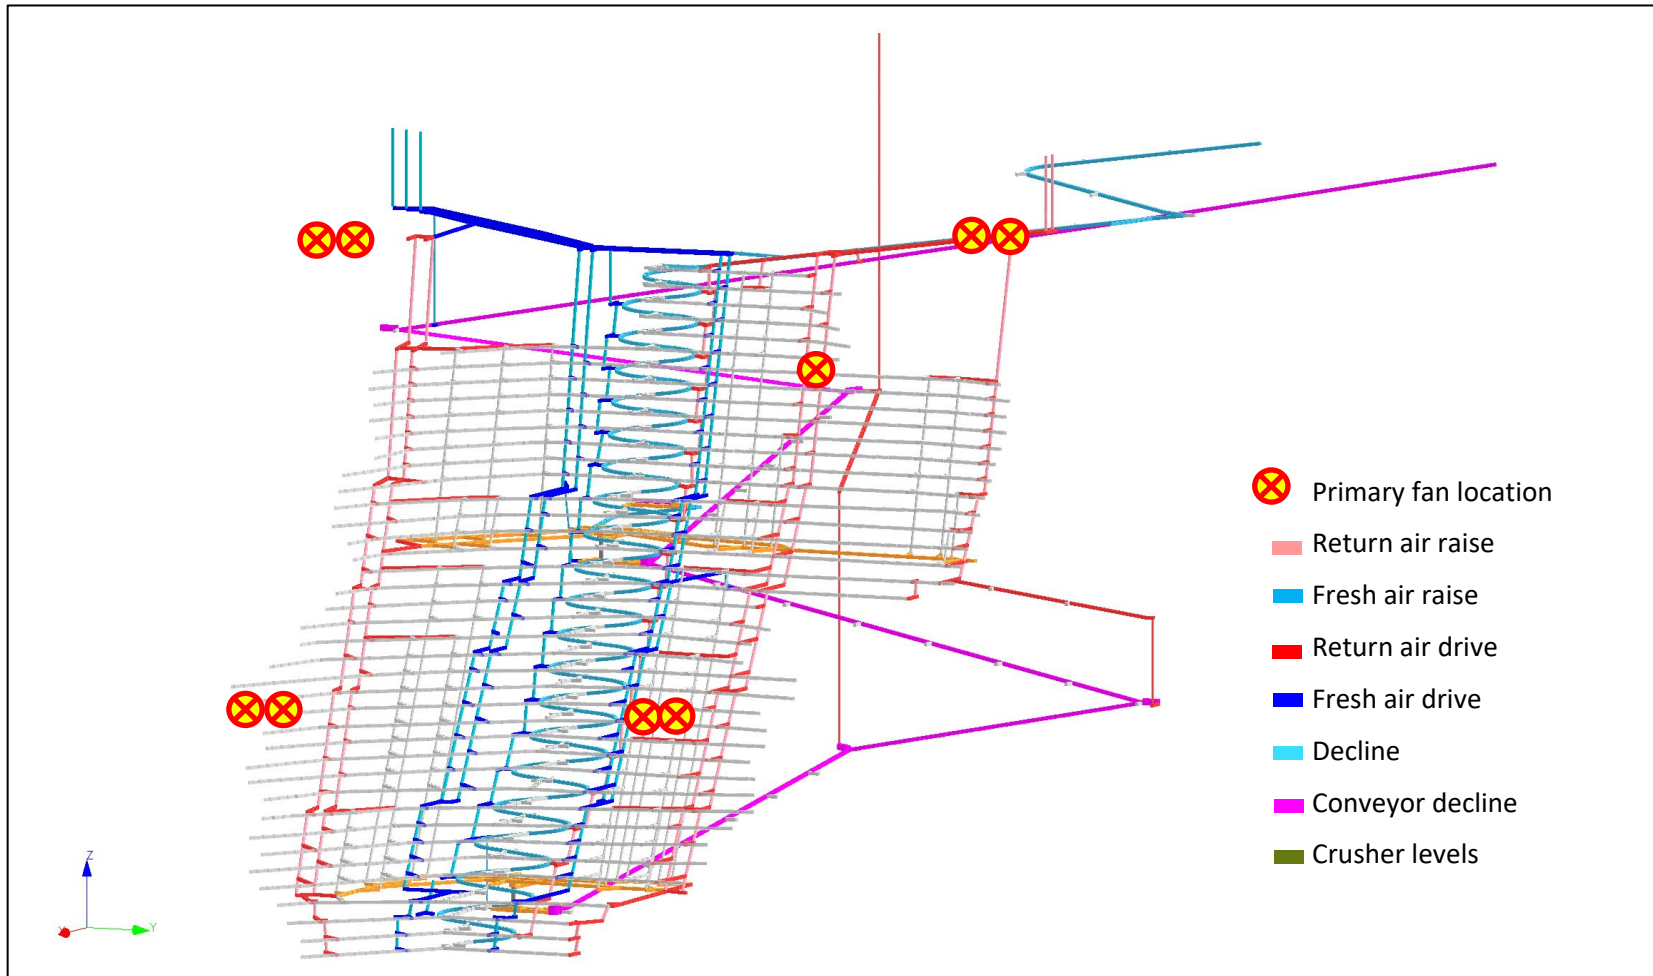 Primary fan location
Return air raise
Fresh air raise
Return air drive
Fresh air drive
Decline
Conveyor decline
Crusher levels
Z
Y